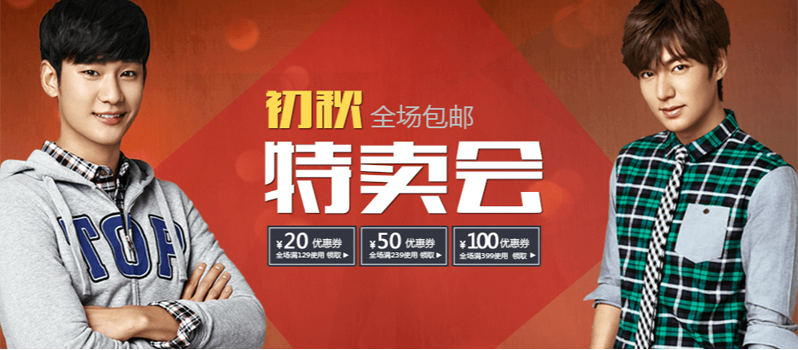 初秋 全场包邮
特卖会
¥20 优惠券
全场满129使用 领取▶
¥50 优惠券
全场满239使用 领取▶
¥100 优惠券
全场满399使用 领取▶
TOP